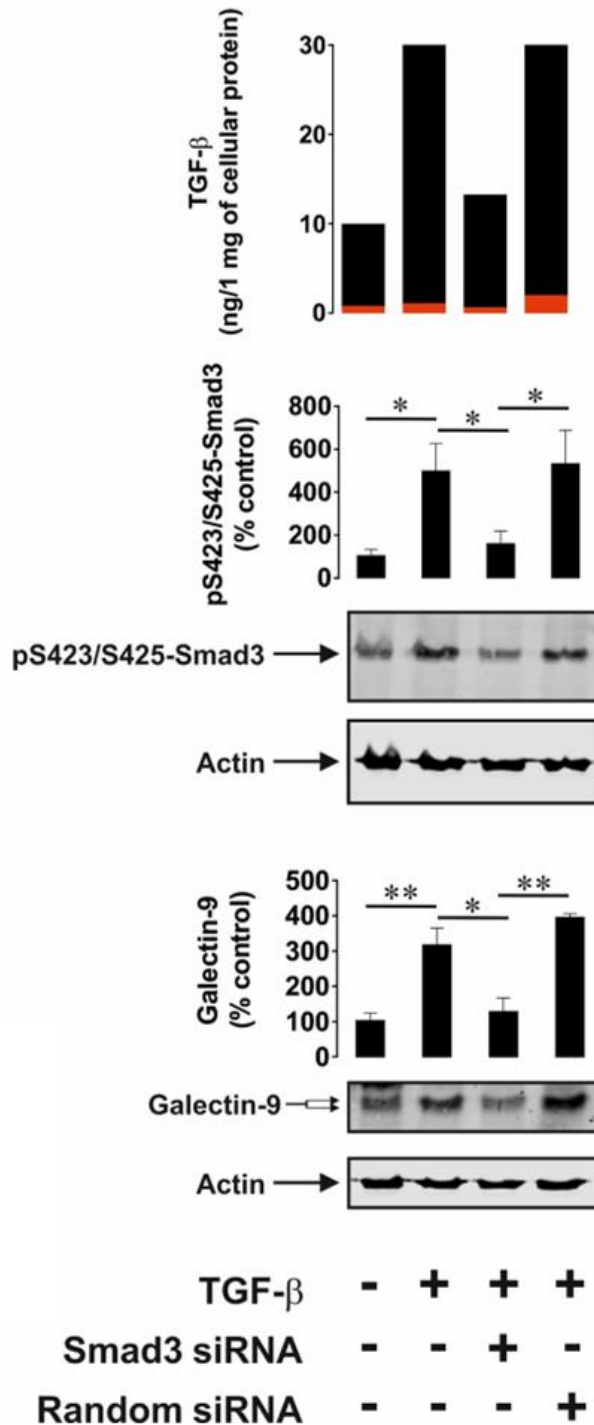 TGF-β
(ng/1 mg of cellular protein)
30
20
10
0
pS423/S425-Smad3
(% control)
800
600
400
200
0
*
*
*
pS423/S425-Smad3
Actin
Galectin-9
(% control)
500
400
300
200
100
0
**
*
**
Galectin-9
Actin
TGF-β - + + +
Smad3 siRNA - - + -
Random siRNA - - - +